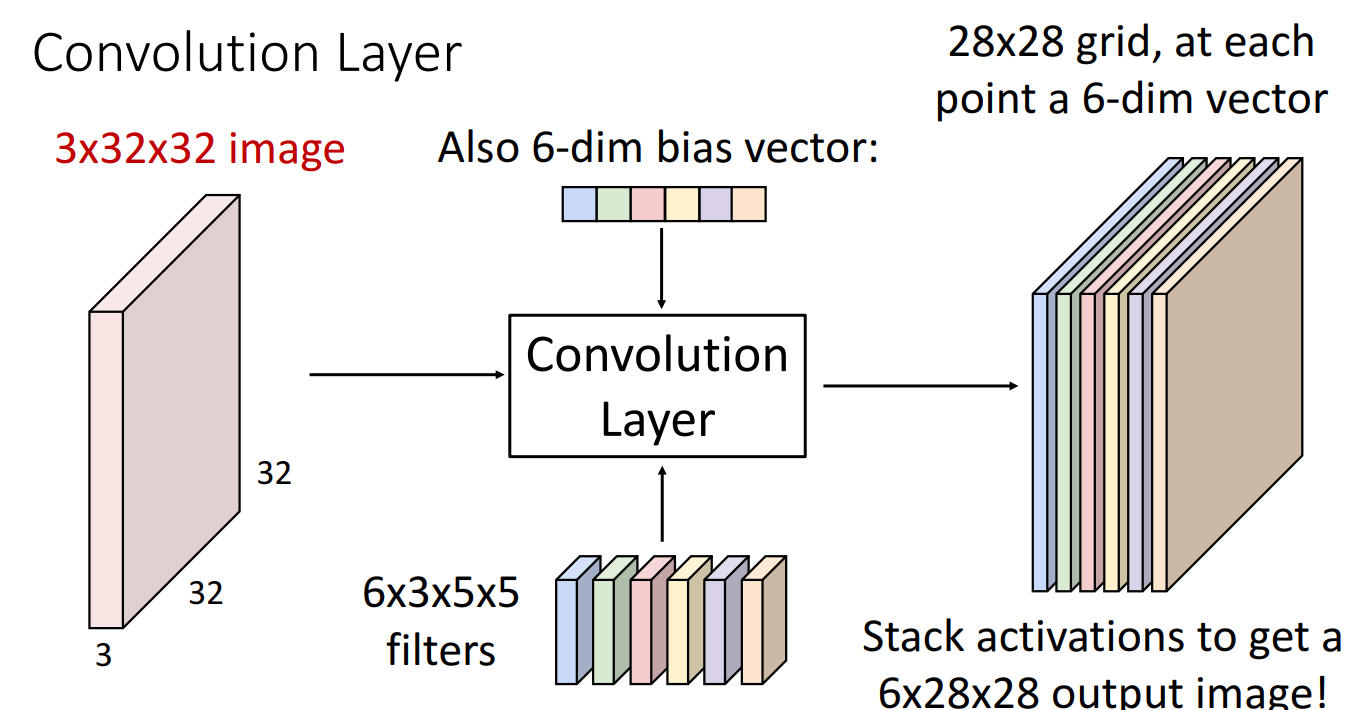 Convolution Layer
3x32x32 image
Also 6-dim bias vector:
28x28 grid, at each
point a 6-dim vector
Convolution
Layer
32
32
3
6x3x5x5
filters
Stack activations to get a
6x28x28 output image!